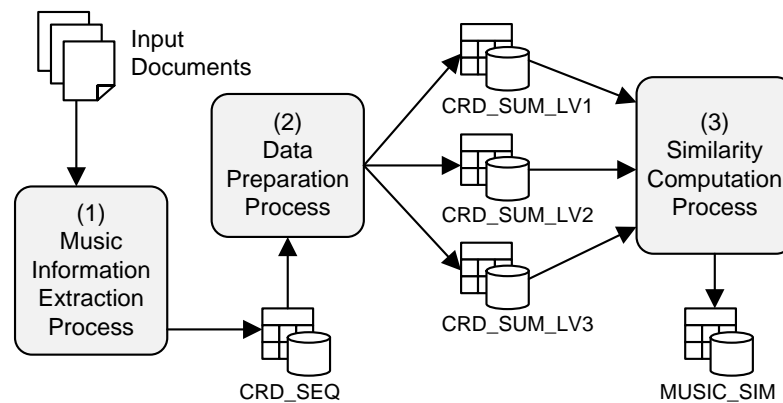 Input
Documents
(1)
Music
Information
Extraction
Process
CRD_SEQ
(2)
Data
Preparation
Process
CRD_SUM_LV1
CRD_SUM_LV2
CRD_SUM_LV3
(3)
Similarity
Computation
Process
MUSIC_SIM